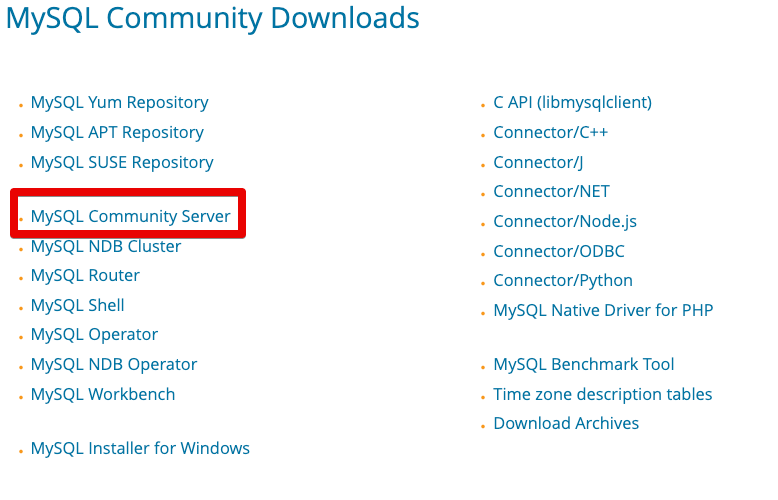 MySQL Community Downloads
MySQL Yum Repository
MySQL APT Repository
MySQL SUSE Repository
MySQL Community Server
MySQL NDB Cluster
MySQL Router
MySQL Shell
MySQL Operator
MySQL NDB Operator
MySQL Workbench
MySQL Installer for Windows
C API (libmysqlclient)
Connector/C++
Connector/J
Connector/NET
Connector/Node.js
Connector/ODBC
Connector/Python
MySQL Native Driver for PHP
MySQL Benchmark Tool
Time zone description tables
Download Archives